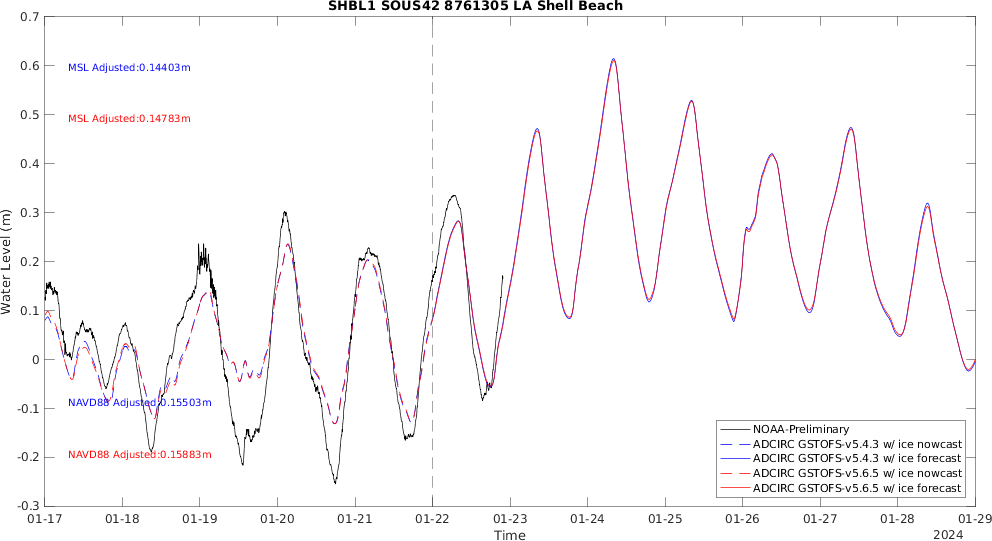 SHBL1 SOUS42 8761305 LA Shell Beach
0.7
0.6
0.5
0.4
0.3
0.2
0.1
0
-0.1
-0.2
-0.3
Water Level (m)
MSL Adjusted:0.14403m
MSL Adjusted:0.14783m
NAVD88 Adjusted:0.15503m
NAVD88 Adjusted:0.15883m
NOAA-Preliminary
ADCIRC GSTOFS-v5.4.3 w/ ice nowcast
ADCIRC GSTOFS-v5.4.3 w/ ice forecast
ADCIRC GSTOFS-v5.6.5 w/ ice nowcast
ADCIRC GSTOFS-v5.6.5 w/ ice forecast
01-17 01-18 01-19 01-20 01-21 01-22 01-23 01-24 01-25 01-26 01-27 01-28 01-29
Time
2024